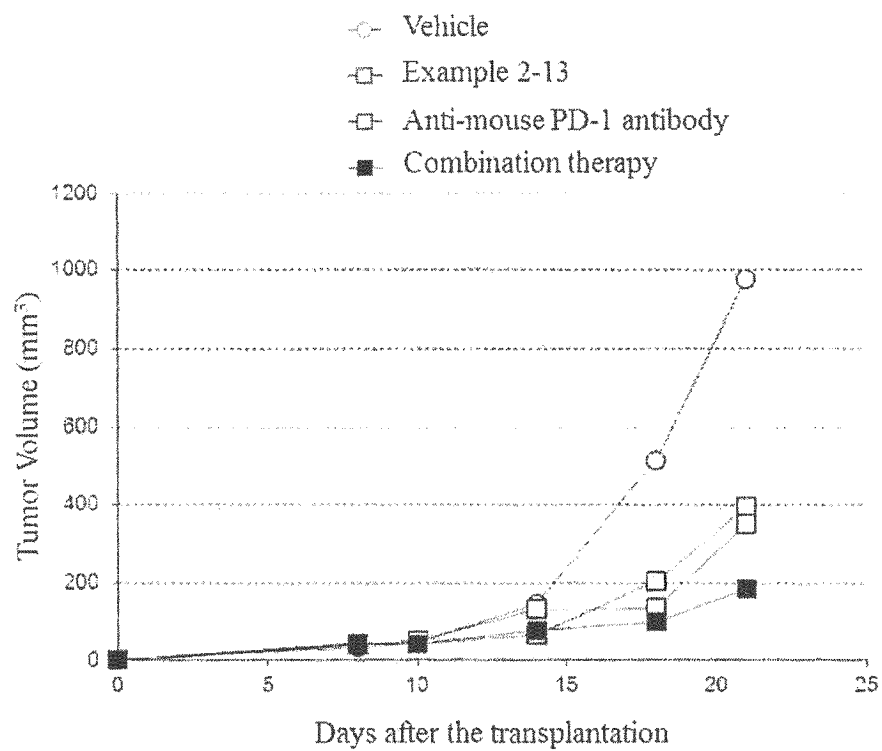 Vehicle
Example 2-13
Anti-mouse PD-1 antibody
Combination therapy
1200
1000
800
600
400
200
0
Tumor Volume (mm³)
0 5 10 15 20 25
Days after the transplantation